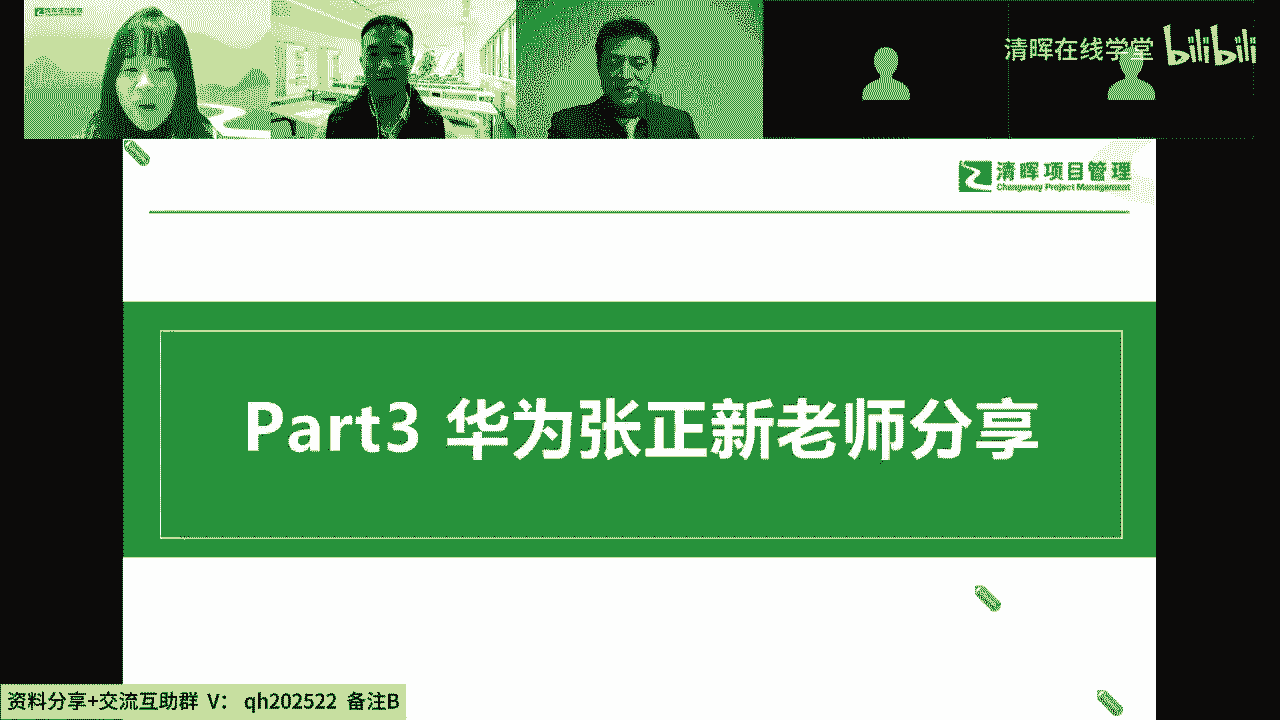 清晖在线学堂 bilibili
清晖项目管理
Changeway Project Management
Part3 华为张正新老师分享
资料分享+交流互助群 V： qh202522 备注B